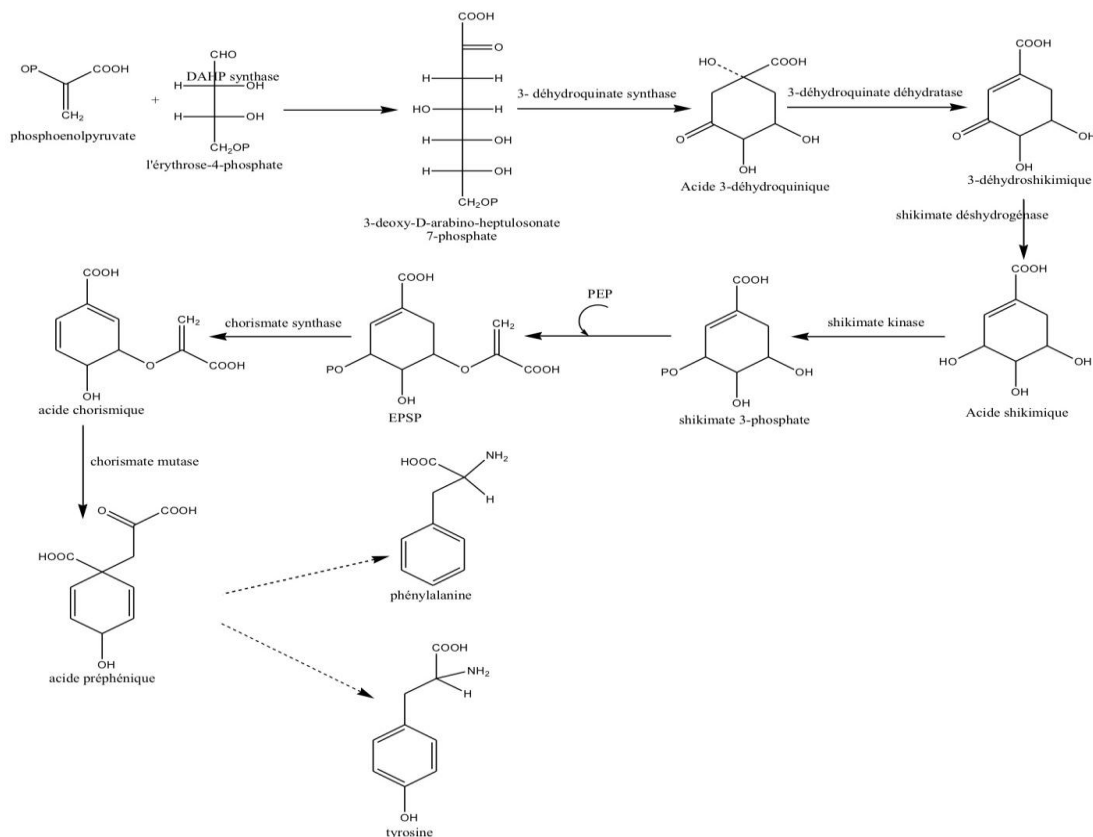 OP
COOH
CH2
phosphoenolpyruvate
+
CHO
DAHP synthase
H
OH
H
OH
CH2OP
l'érythrose-4-phosphate
COOH
O
H
H
HO
H
H
OH
H
OH
CH2OP
3-deoxy-D-arabino-heptulosonate
7-phosphate
3- déhydroquinate synthase
HO
COOH
O
OH
OH
Acide 3-déhydroquinique
3-déhydroquinate déhydratase
COOH
O
OH
OH
3-déhydroshikimique
shikimate déshydrogénase
COOH
HO
OH
OH
Acide shikimique
shikimate kinase
COOH
PO
OH
OH
shikimate 3-phosphate
PEP
COOH
CH2
PO
O
COOH
OH
EPSP
chorismate synthase
COOH
CH2
O
COOH
OH
acide chorismique
chorismate mutase
O
COOH
HOOC
OH
acide préphénique
HOOC
NH2
H
phénylalanine
COOH
NH2
H
OH
tyrosine